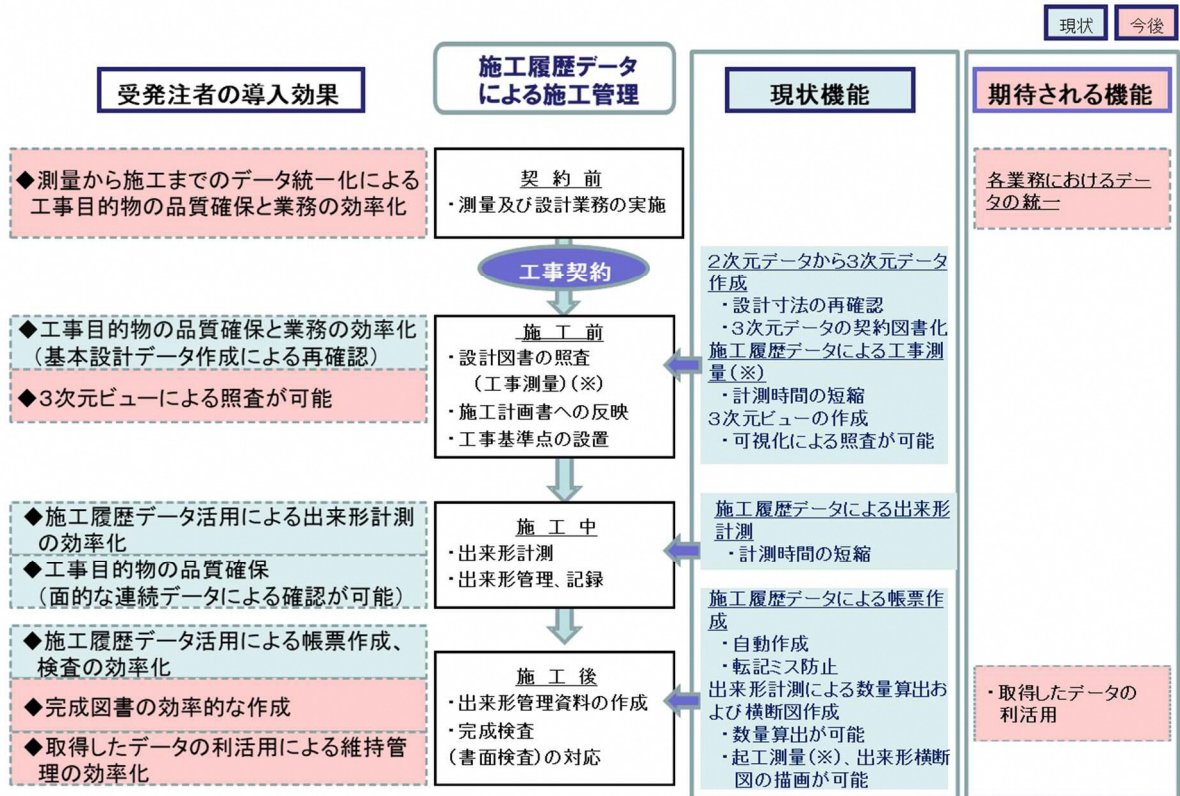 現状
今後
受発注者の導入効果
施工履歴データ
による施工管理
現状機能
期待される機能
◆測量から施工までのデータ統一化による
工事目的物の品質確保と業務の効率化
契約前
・測量及び設計業務の実施
各業務におけるデー
タの統一
工事契約
2次元データから3次元データ
作成
・設計寸法の再確認
・3次元データの契約図書化
施工履歴データによる工事測
量(※)
・計測時間の短縮
3次元ビューの作成
・可視化による照査が可能
◆工事目的物の品質確保と業務の効率化
(基本設計データ作成による再確認)
◆3次元ビューによる照査が可能
施工前
・設計図書の照査
(工事測量)(※)
・施工計画書への反映
・工事基準点の設置
◆施工履歴データ活用による出来形計測
の効率化
◆工事目的物の品質確保
(面的な連続データによる確認が可能)
施工中
・出来形計測
・出来形管理、記録
施工履歴データによる出来形
計測
・計測時間の短縮
◆施工履歴データ活用による帳票作成、
検査の効率化
◆完成図書の効率的な作成
◆取得したデータの利活用による維持管
理の効率化
施工後
・出来形管理資料の作成
・完成検査
(書面検査)の対応
施工履歴データによる帳票作
成
・自動作成
・転記ミス防止
出来形計測による数量算出お
よび横断図作成
・数量算出が可能
・起工測量(※)、出来形横断
図の描画が可能
・取得したデータの
利活用